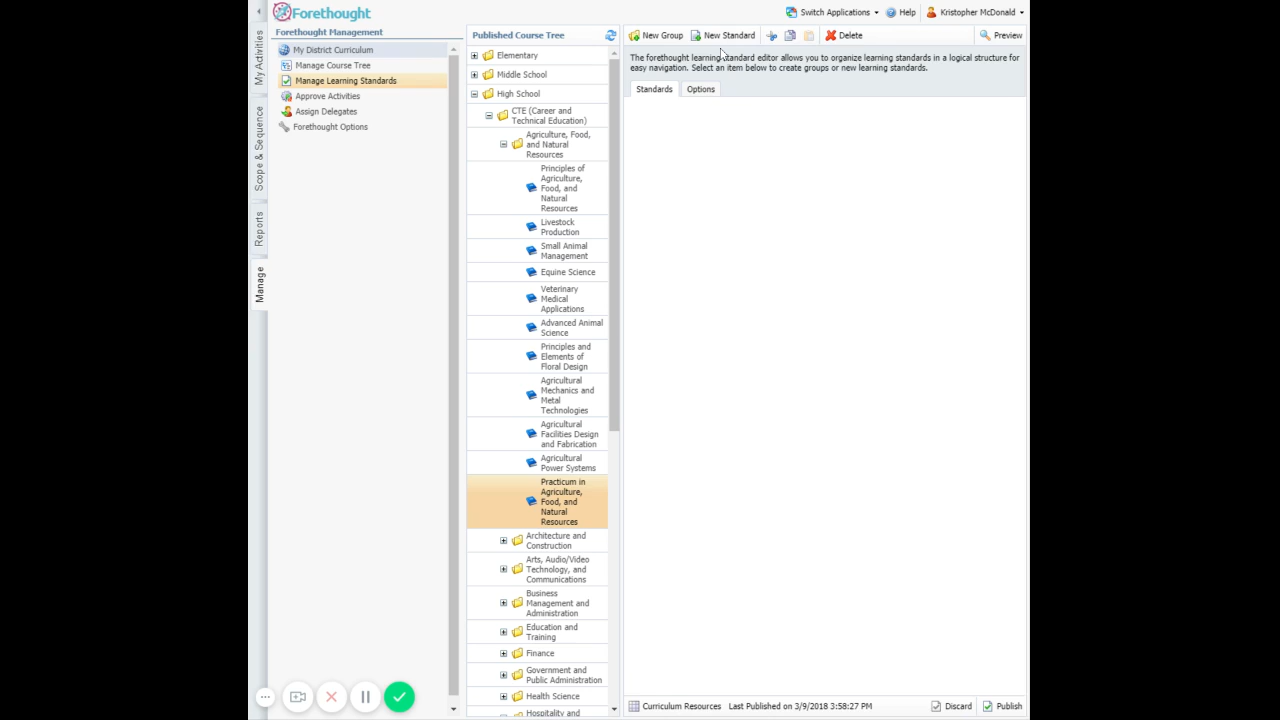 Forethought
Switch Applications
Help
Kristopher McDonald
Forethought Management
My District Curriculum
Manage Course Tree
Manage Learning Standards
Approve Activities
Assign Delegates
Forethought Options
My Activities
Scope & Sequence
Reports
Manage
Published Course Tree
Elementary
Middle School
High School
CTE (Career and
Technical Education)
Agriculture, Food,
and Natural
Resources
Principles of
Agriculture,
Food, and
Natural
Resources
Livestock
Production
Small Animal
Management
Equine Science
Veterinary
Medical
Applications
Advanced Animal
Science
Principles and
Elements of
Floral Design
Agricultural
Mechanics and
Metal
Technologies
Agricultural
Facilities Design
and Fabrication
Agricultural
Power Systems
Practicum in
Agriculture,
Food, and
Natural
Resources
Architecture and
Construction
Arts, Audio/Video
Technology, and
Communications
Business
Management and
Administration
Education and
Training
Finance
Government and
Public Administration
Health Science
Hospitality and
New Group
New Standard
Delete
Preview
The forethought learning standard editor allows you to organize learning standards in a logical structure for
easy navigation. Select an item below to create groups or new learning standards.
Standards
Options
Curriculum Resources
Last Published on 3/9/2018 3:58:27 PM
Discard
Publish